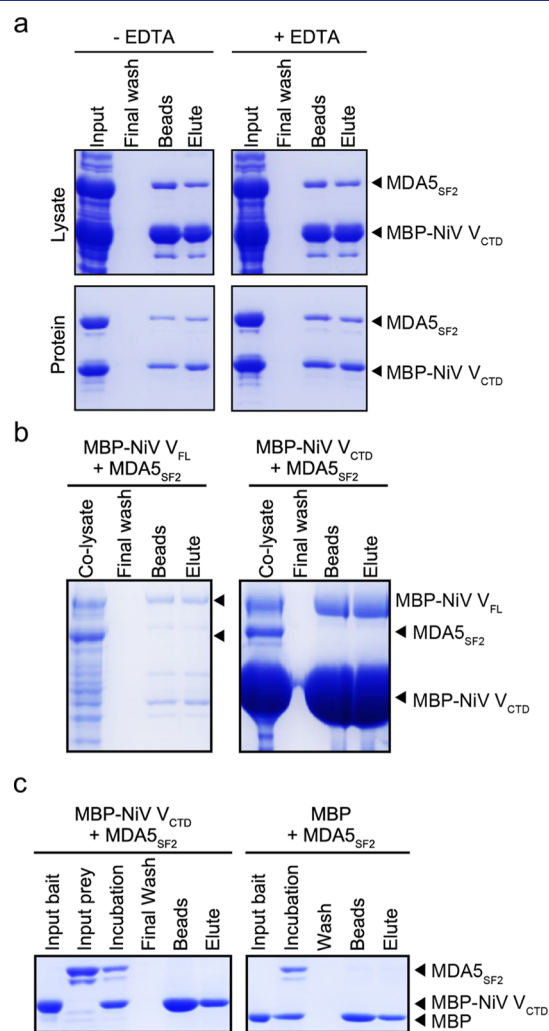 a
- EDTA
+ EDTA
Input
Final wash
Beads
Elute
Input
Final wash
Beads
Elute
Lysate
MDA5SF2
MBP-NiV VCTD
Protein
MDA5SF2
MBP-NiV VCTD
b
MBP-NiV VFL
+ MDA5SF2
MBP-NiV VCTD
+ MDA5SF2
Co-lysate
Final wash
Beads
Elute
Co-lysate
Final wash
Beads
Elute
MBP-NiV VFL
MDA5SF2
MBP-NiV VCTD
c
MBP-NiV VCTD
+ MDA5SF2
MBP
+ MDA5SF2
Input bait
Input prey
Incubation
Final Wash
Beads
Elute
Input bait
Incubation
Wash
Beads
Elute
MDA5SF2
MBP-NiV VCTD
MBP